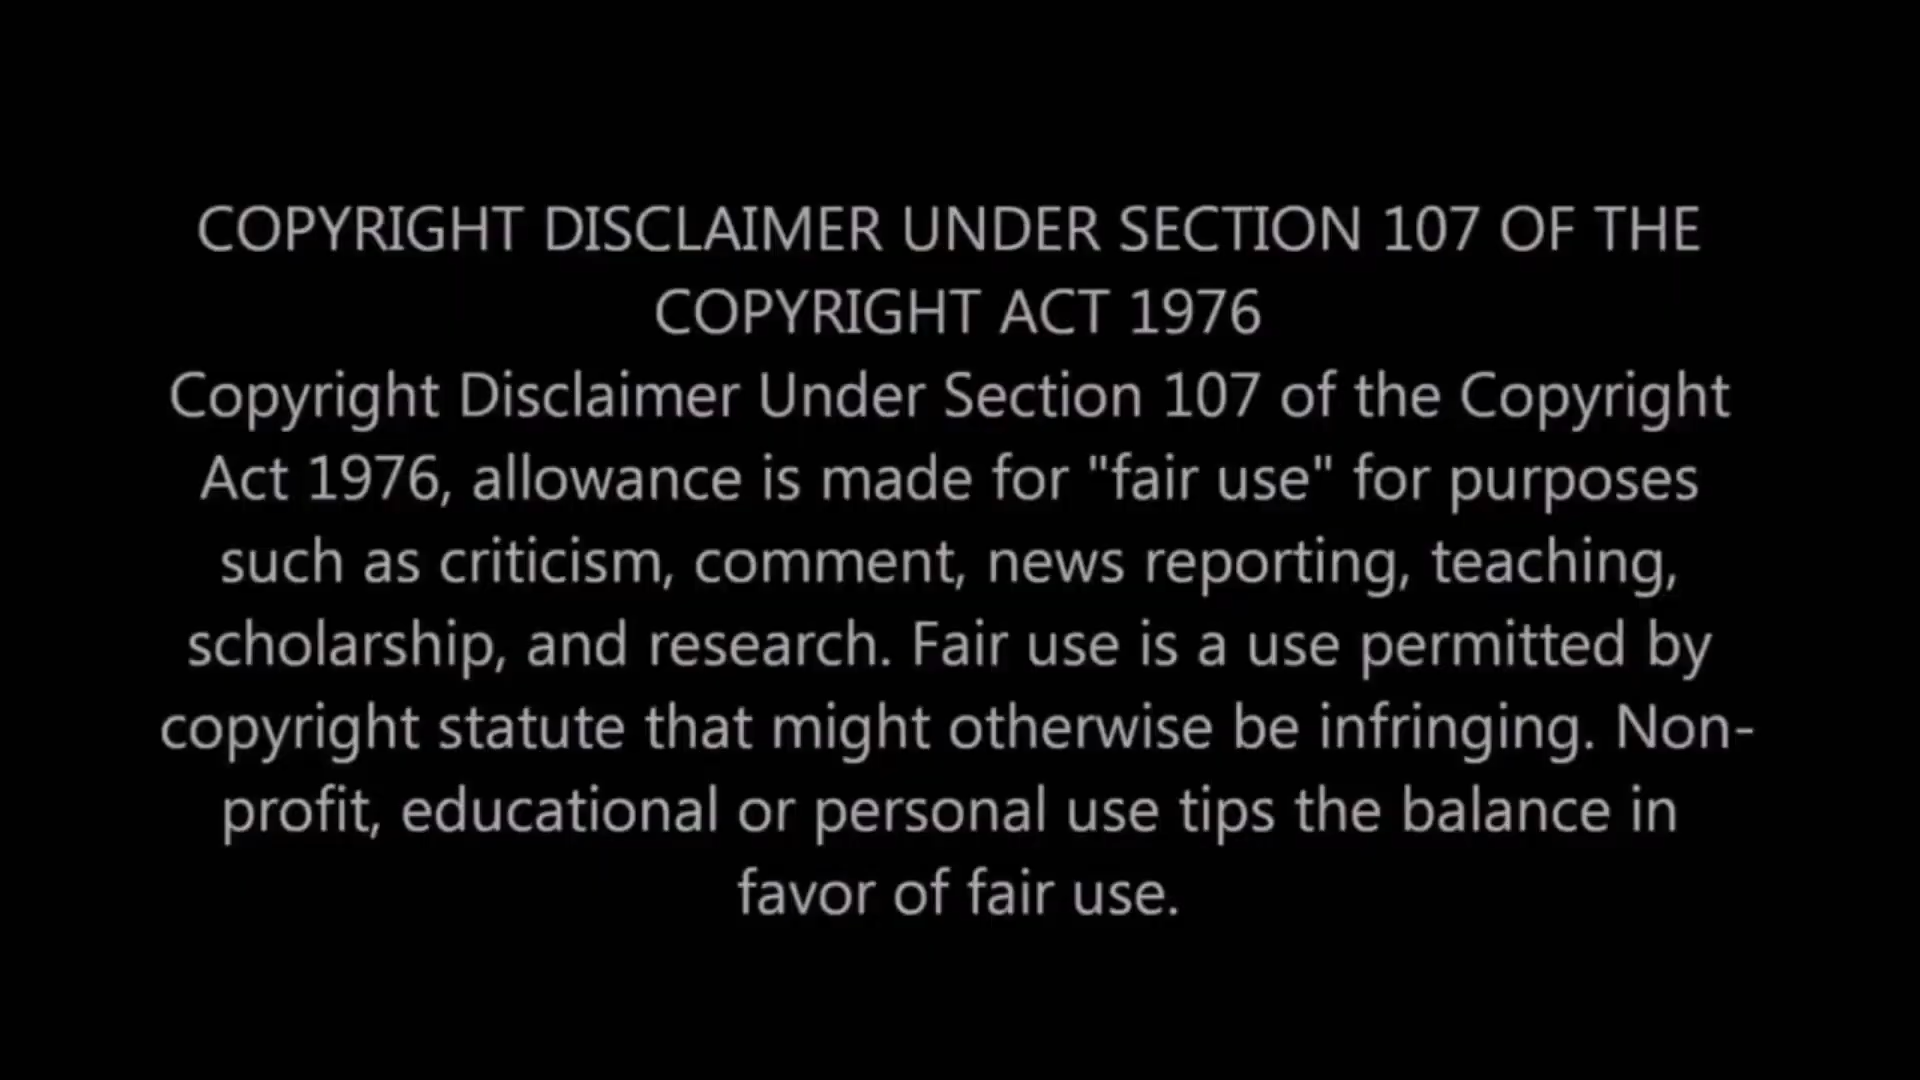 COPYRIGHT DISCLAIMER UNDER SECTION 107 OF THE
COPYRIGHT ACT 1976
Copyright Disclaimer Under Section 107 of the Copyright
Act 1976, allowance is made for "fair use" for purposes
such as criticism, comment, news reporting, teaching,
scholarship, and research. Fair use is a use permitted by
copyright statute that might otherwise be infringing. Non-
profit, educational or personal use tips the balance in
favor of fair use.